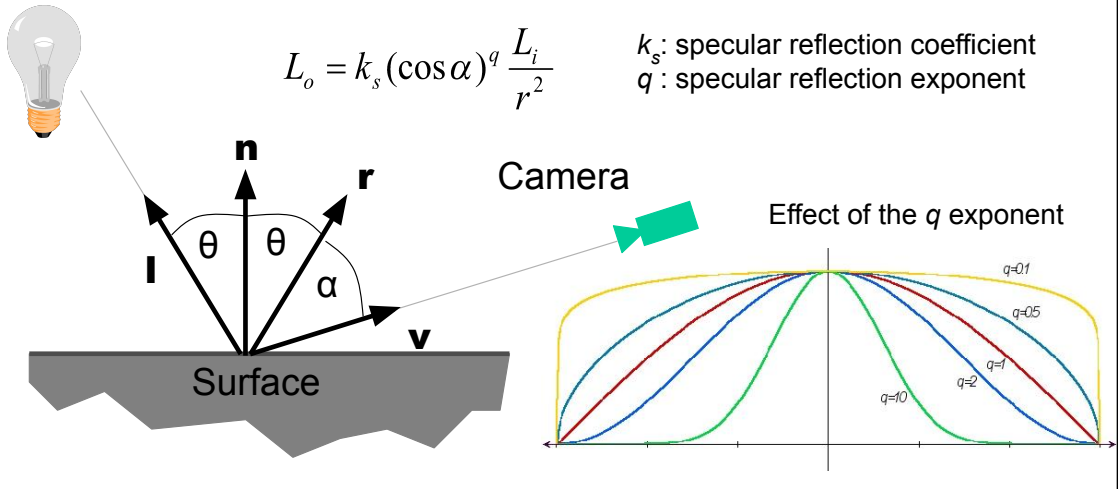 L_o = k_s (cos α)^q L_i / r^2
k_s: specular reflection coefficient
q : specular reflection exponent
n
r
Camera
θ
θ
l
α
v
Surface
Effect of the q exponent
q=0.1
q=0.5
q=1
q=2
q=10